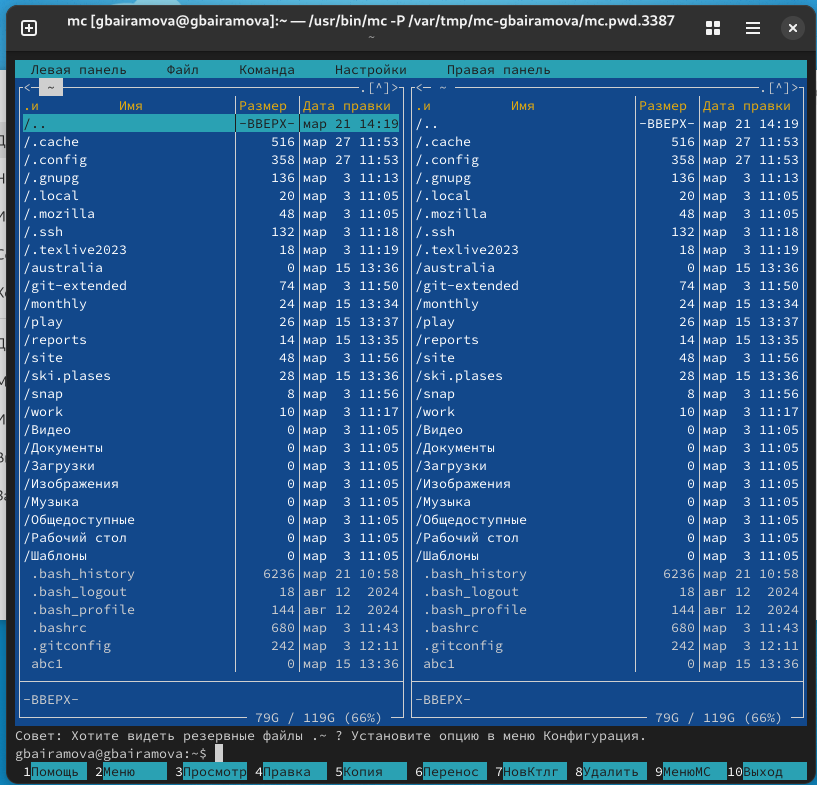 mc [gbairamova@gbairamova]:~ — /usr/bin/mc -P /var/tmp/mc-gbairamova/mc.pwd.3387
~
Левая панель Файл Команда Настройки Правая панель
<— ~ .[^]> <— ~ .[^]>
.и Имя Размер Дата правки .и Имя Размер Дата правки
/.. -ВВЕРХ- мар 21 14:19 /.. -ВВЕРХ- мар 21 14:19
/.cache 516 мар 27 11:53 /.cache 516 мар 27 11:53
/.config 358 мар 27 11:53 /.config 358 мар 27 11:53
/.gnupg 136 мар 3 11:13 /.gnupg 136 мар 3 11:13
/.local 20 мар 3 11:05 /.local 20 мар 3 11:05
/.mozilla 48 мар 3 11:05 /.mozilla 48 мар 3 11:05
/.ssh 132 мар 3 11:18 /.ssh 132 мар 3 11:18
/.texlive2023 18 мар 3 11:19 /.texlive2023 18 мар 3 11:19
/australia 0 мар 15 13:36 /australia 0 мар 15 13:36
/git-extended 74 мар 3 11:50 /git-extended 74 мар 3 11:50
/monthly 24 мар 15 13:34 /monthly 24 мар 15 13:34
/play 26 мар 15 13:37 /play 26 мар 15 13:37
/reports 14 мар 15 13:35 /reports 14 мар 15 13:35
/site 48 мар 3 11:56 /site 48 мар 3 11:56
/ski.plases 28 мар 15 13:36 /ski.plases 28 мар 15 13:36
/snap 8 мар 3 11:56 /snap 8 мар 3 11:56
/work 10 мар 3 11:17 /work 10 мар 3 11:17
/Видео 0 мар 3 11:05 /Видео 0 мар 3 11:05
/Документы 0 мар 3 11:05 /Документы 0 мар 3 11:05
/Загрузки 0 мар 3 11:05 /Загрузки 0 мар 3 11:05
/Изображения 0 мар 3 11:05 /Изображения 0 мар 3 11:05
/Музыка 0 мар 3 11:05 /Музыка 0 мар 3 11:05
/Общедоступные 0 мар 3 11:05 /Общедоступные 0 мар 3 11:05
/Рабочий стол 0 мар 3 11:05 /Рабочий стол 0 мар 3 11:05
/Шаблоны 0 мар 3 11:05 /Шаблоны 0 мар 3 11:05
.bash_history 6236 мар 21 10:58 .bash_history 6236 мар 21 10:58
.bash_logout 18 авг 12 2024 .bash_logout 18 авг 12 2024
.bash_profile 144 авг 12 2024 .bash_profile 144 авг 12 2024
.bashrc 680 мар 3 11:43 .bashrc 680 мар 3 11:43
.gitconfig 242 мар 3 12:11 .gitconfig 242 мар 3 12:11
abc1 0 мар 15 13:36 abc1 0 мар 15 13:36
-ВВЕРХ- -ВВЕРХ-
79G / 119G (66%) 79G / 119G (66%)
Совет: Хотите видеть резервные файлы .~ ? Установите опцию в меню Конфигурация.
gbairamova@gbairamova:~$
1Помощь 2Меню 3Просмотр 4Правка 5Копия 6Перенос 7НовКтлг 8Удалить 9МенюМС 10Выход